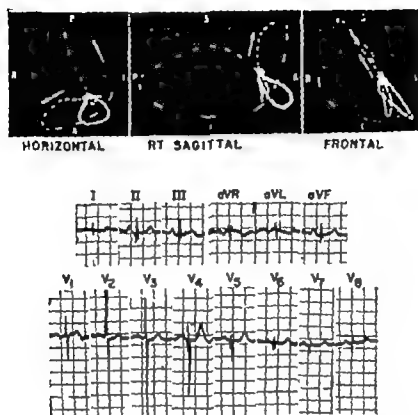 HORIZONTAL RT SAGITTAL FRONTAL
I II III aVR aVL aVF
V1 V2 V3 V4 V5 V6 V7 V8